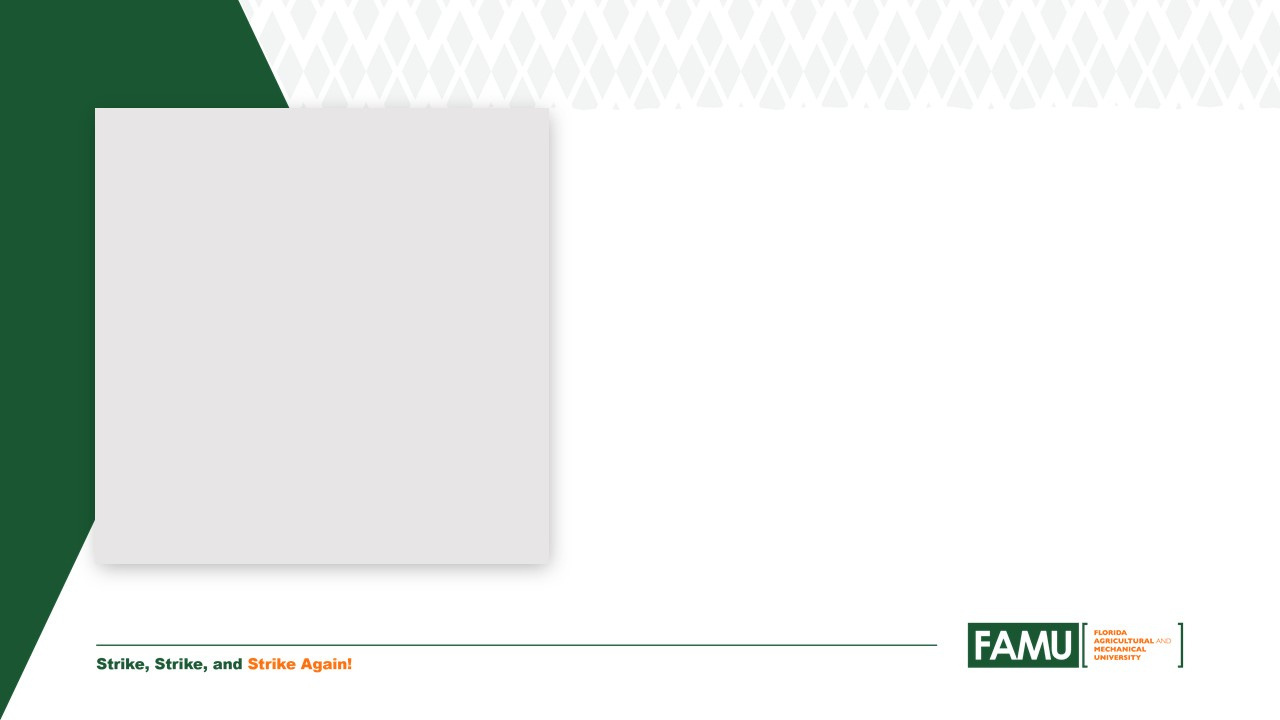 Strike, Strike, and Strike Again!
FAMU
FLORIDA
AGRICULTURAL AND
MECHANICAL
UNIVERSITY